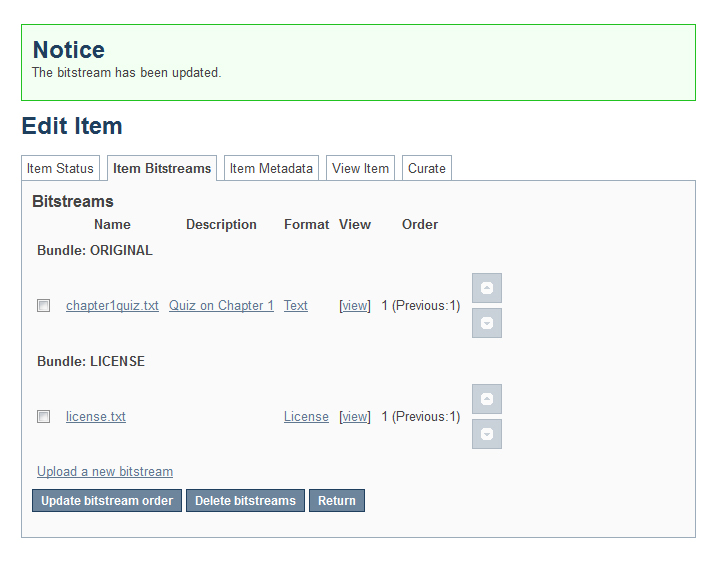 Notice
The bitstream has been updated.
Edit Item
Item Status Item Bitstreams Item Metadata View Item Curate
Bitstreams
Name Description Format View Order
Bundle: ORIGINAL
chapter1quiz.txt Quiz on Chapter 1 Text [view] 1 (Previous:1)
Bundle: LICENSE
license.txt License [view] 1 (Previous:1)
Upload a new bitstream
Update bitstream order Delete bitstreams Return